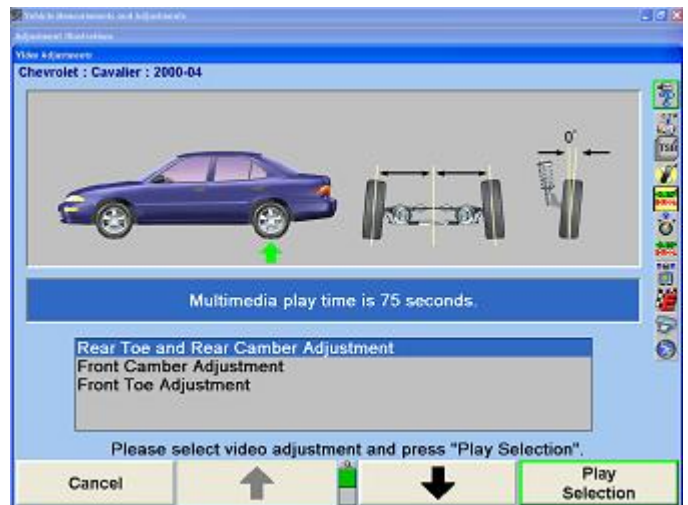 Vehicle Measurements and Adjustments
Adjustment Illustrations
Video Adjustments
Chevrolet : Cavalier : 2000-04
0°
TSB
Multimedia play time is 75 seconds.
Rear Toe and Rear Camber Adjustment
Front Camber Adjustment
Front Toe Adjustment
Please select video adjustment and press "Play Selection".
Cancel
Play
Selection